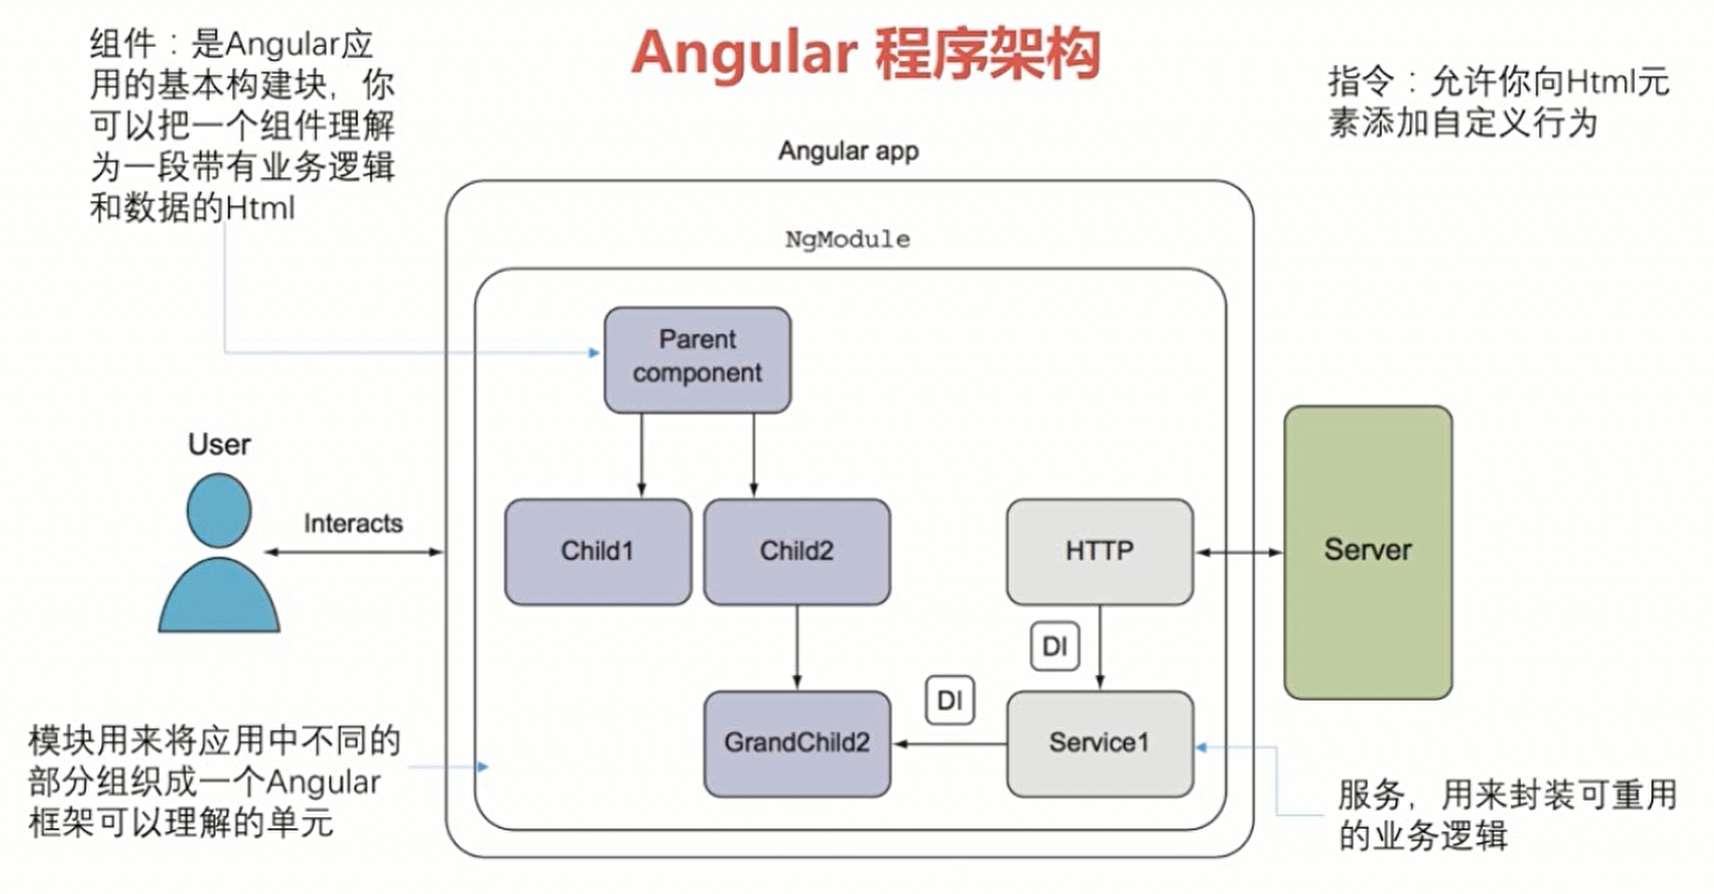 Angular 程序架构
组件：是Angular应
用的基本构建块，你
可以把一个组件理解
为一段带有业务逻辑
和数据的Html
指令：允许你向Html元
素添加自定义行为
Angular app
NgModule
Parent
component
User
Interacts
Child1
Child2
HTTP
Server
DI
DI
GrandChild2
Service1
模块用来将应用中不同的
部分组织成一个Angular
框架可以理解的单元
服务，用来封装可重用
的业务逻辑